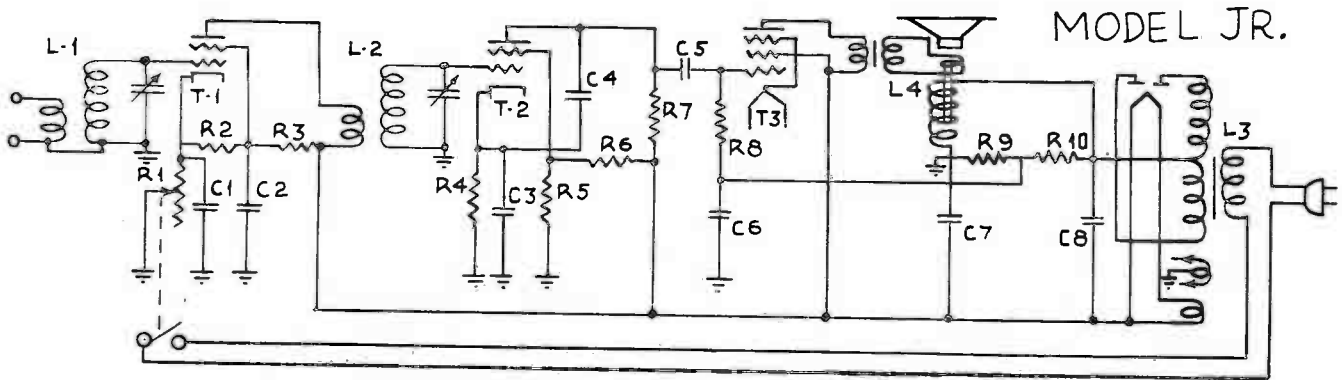 MODEL JR.
L-1
T-1
R2
R3
R1
C1
C2
L-2
T-2
C4
R4
C3
R5
R6
R7
C5
R8
T3
C6
L4
R9
R10
C7
C8
L3